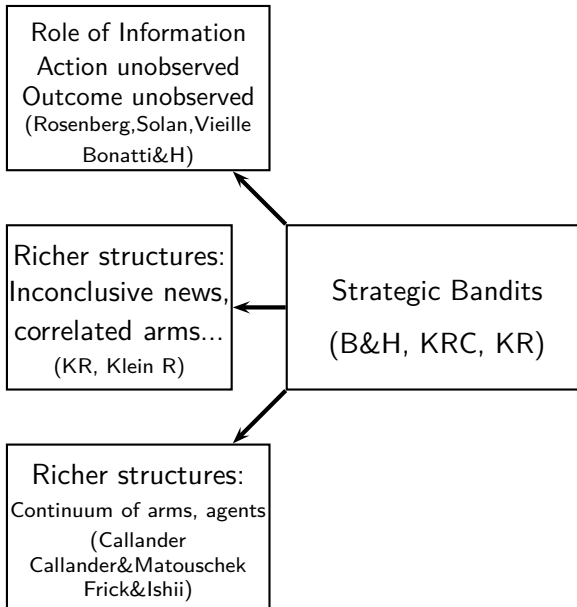 Role of Information
Action unobserved
Outcome unobserved
(Rosenberg,Solan,Vieille
Bonatti&H)
Richer structures:
Inconclusive news,
correlated arms...
(KR, Klein R)
Strategic Bandits
(B&H, KRC, KR)
Richer structures:
Continuum of arms, agents
(Callander
Callander&Matouschek
Frick&Ishii)